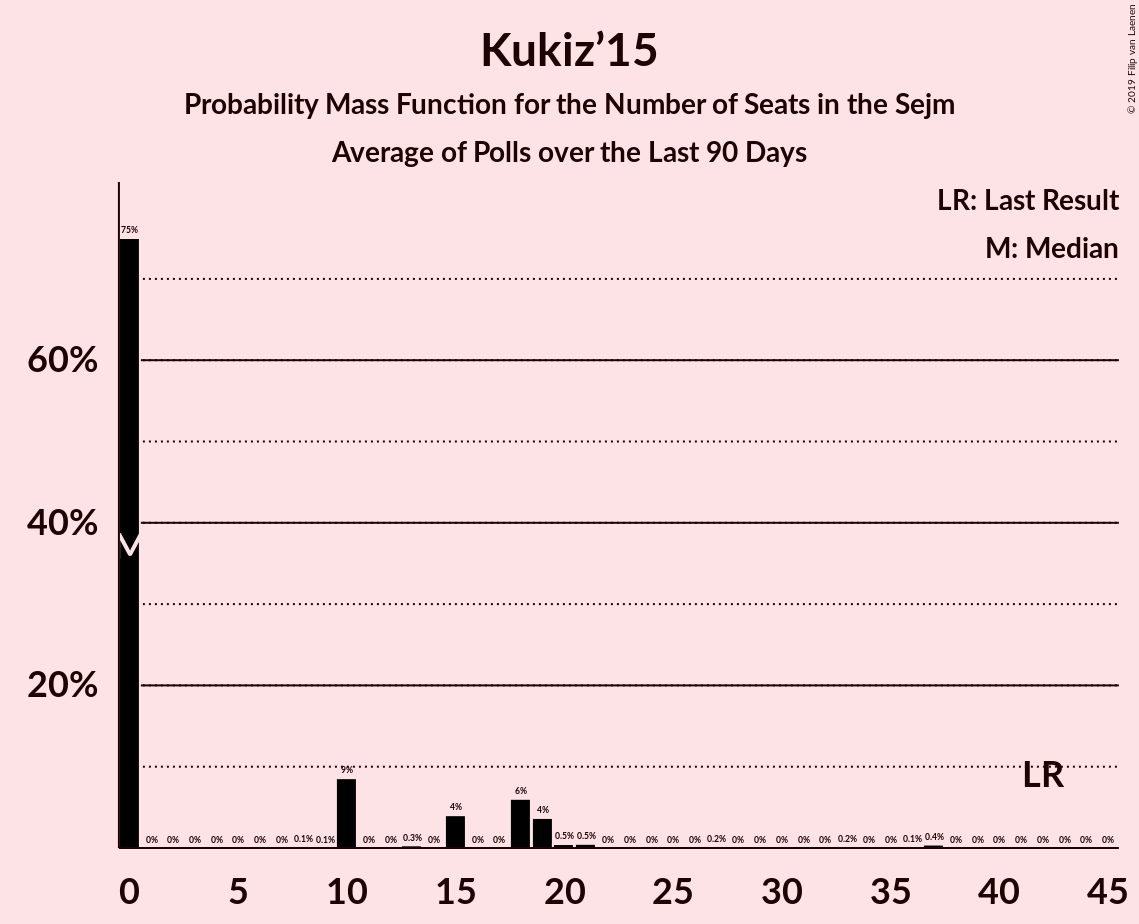 Kukiz’15
Probability Mass Function for the Number of Seats in the Sejm
Average of Polls over the Last 90 Days
© 2019 Filip van Laenen
LR: Last Result
M: Median
75%
60%
40%
20%
LR
9%
6%
4% 4%
0% 0% 0% 0% 0% 0% 0% 0.1% 0.1% 0% 0% 0.3% 0% 0% 0% 0.5% 0.5% 0% 0% 0% 0% 0% 0.2% 0% 0% 0% 0% 0% 0.2% 0% 0% 0.1% 0.4% 0% 0% 0% 0% 0% 0% 0% 0%
0 5 10 15 20 25 30 35 40 45